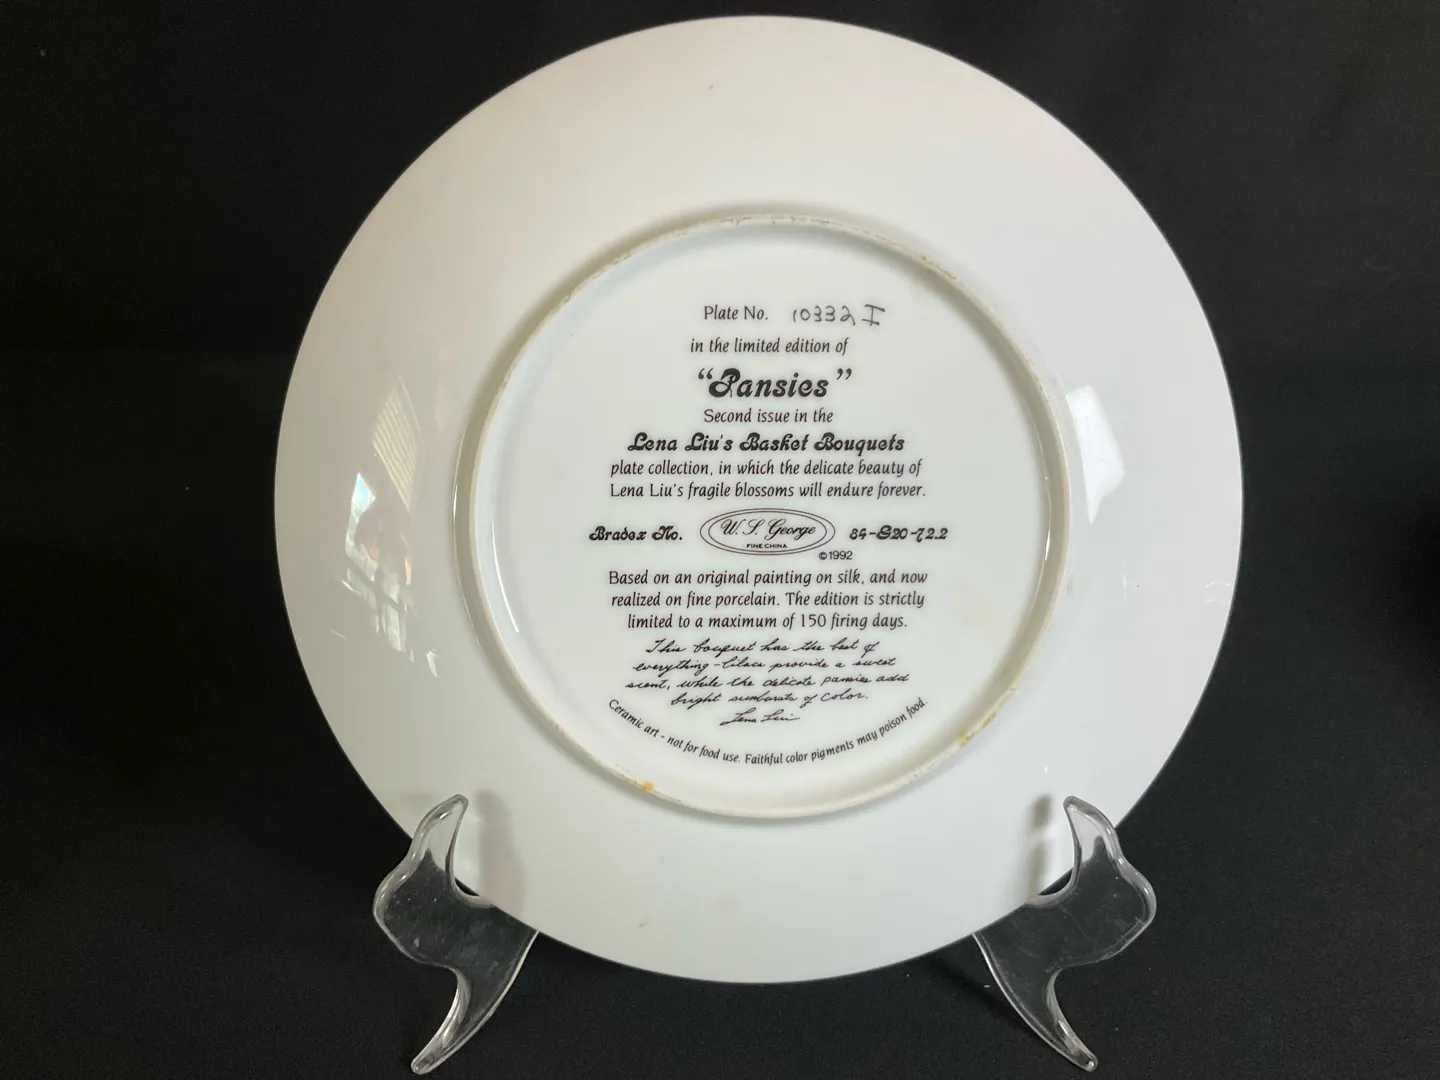 Plate No. 10332 I
in the limited edition of
“Pansies”
Second issue in the
Lena Liu's Basket Bouquets
plate collection, in which the delicate beauty of
Lena Liu's fragile blossoms will endure forever.
Bradex No. W. S. George 84-G20-72.2
FINE CHINA
©1992
Based on an original painting on silk, and now
realized on fine porcelain. The edition is strictly
limited to a maximum of 150 firing days.
This bouquet has the best of
everything - lilacs provide a sweet
scent, while the delicate pansies add
bright sunbursts of color.
Lena Liu
Ceramic art - not for food use. Faithful color pigments may poison food.